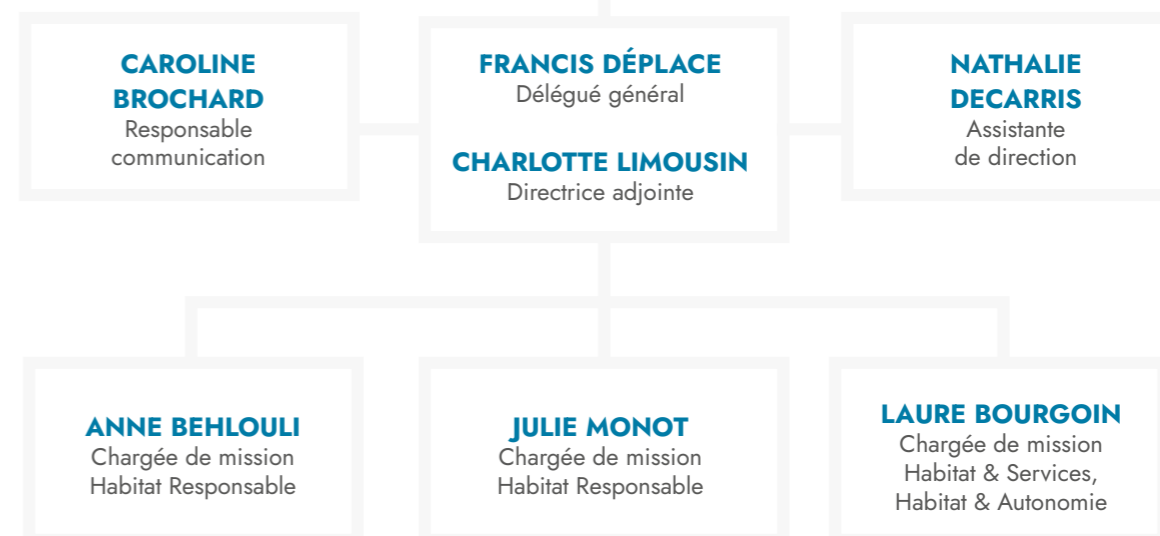 CAROLINE
BROCHARD
Responsable
communication
FRANCIS DÉPLACE
Délégué général
CHARLOTTE LIMOUSIN
Directrice adjointe
NATHALIE
DECARRIS
Assistante
de direction
ANNE BEHLOULI
Chargée de mission
Habitat Responsable
JULIE MONOT
Chargée de mission
Habitat Responsable
LAURE BOURGOIN
Chargée de mission
Habitat & Services,
Habitat & Autonomie